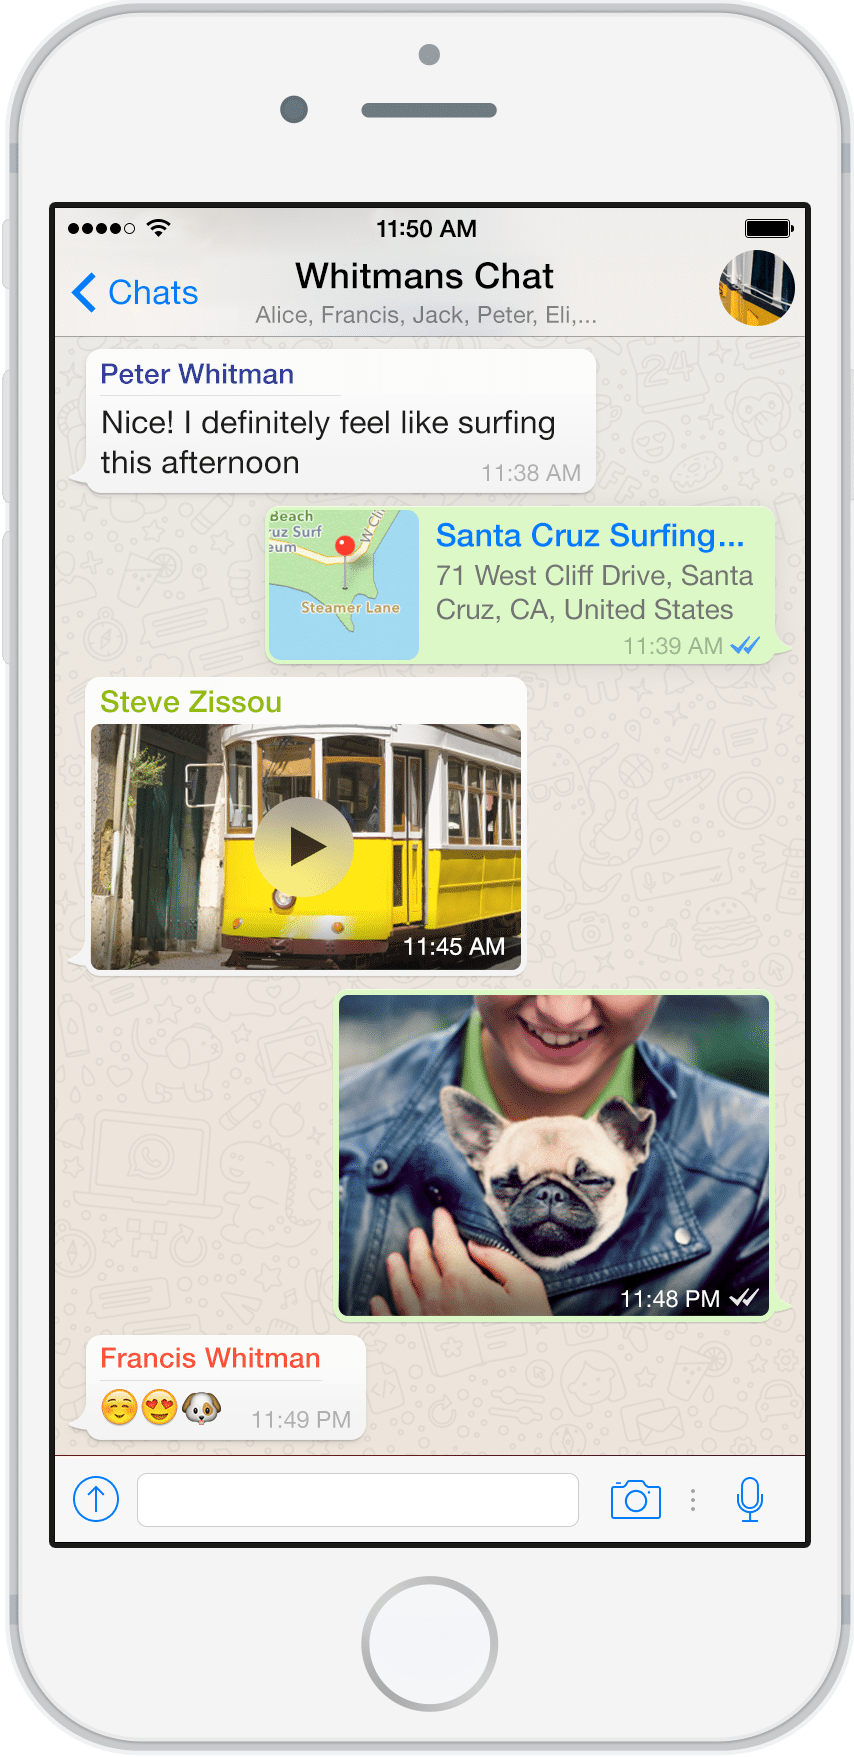 11:50 AM
Chats
Whitmans Chat
Alice, Francis, Jack, Peter, Eli,...
24
Peter Whitman
Nice! I definitely feel like surfing
this afternoon
11:38 AM
Beach
ruz Surf
eum
W Cli
Steamer Lane
Santa Cruz Surfing...
71 West Cliff Drive, Santa
Cruz, CA, United States
11:39 AM
Steve Zissou
11:45 AM
11:48 PM
Francis Whitman
11:49 PM